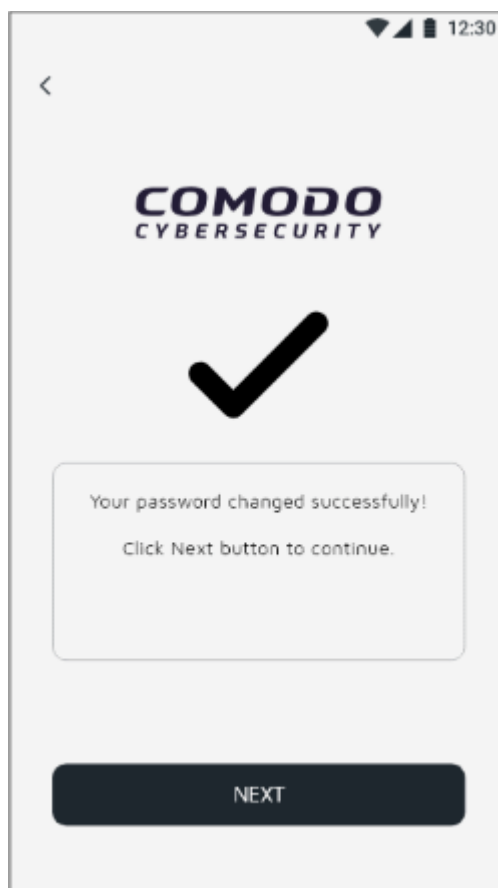 12:30
COMODO
CYBERSECURITY
Your password changed successfully!
Click Next button to continue.
NEXT